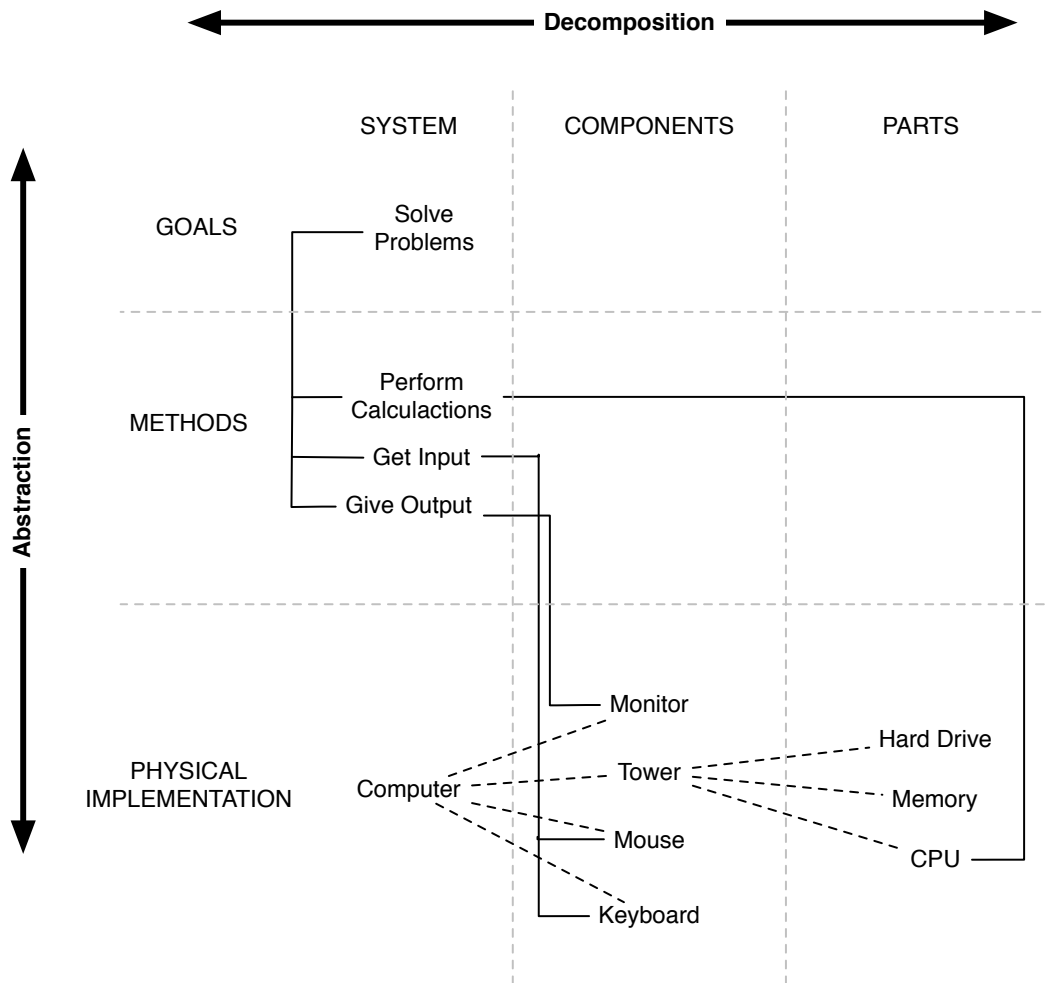 Decomposition
SYSTEM
COMPONENTS
PARTS
GOALS
Solve
Problems
METHODS
Perform
Calculactions
Get Input
Give Output
Abstraction
PHYSICAL
IMPLEMENTATION
Computer
Monitor
Tower
Mouse
Keyboard
Hard Drive
Memory
CPU